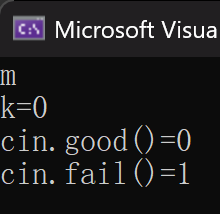 Microsoft Visua
m
k=0
cin.good()=0
cin.fail()=1